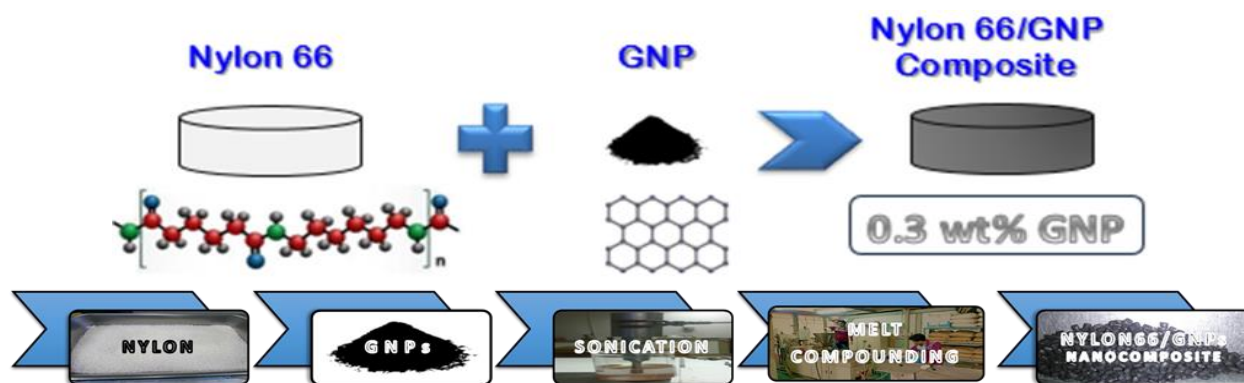 Nylon 66
GNP
Nylon 66/GNP
Composite
n
0.3 wt% GNP
NYLON
GNPs
SONICATION
MELT
COMPOUNDING
NYLON66/GNPs
NANOCOMPOSITE